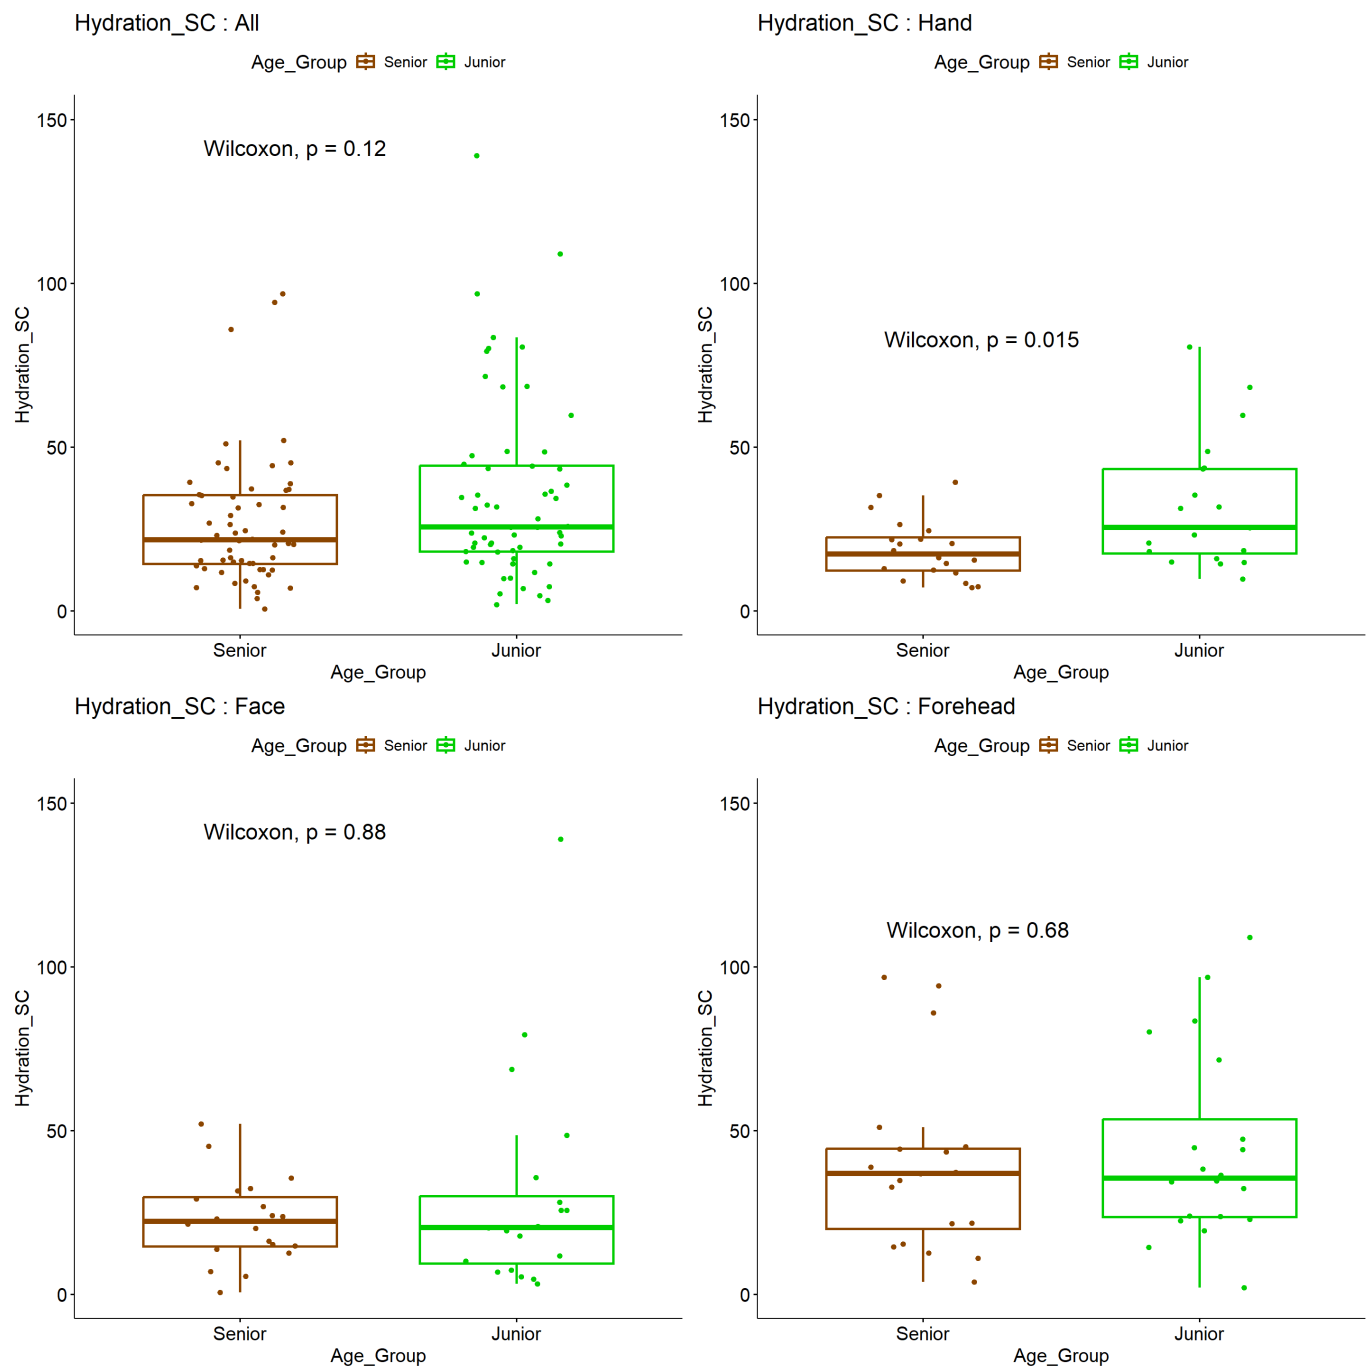 Hydration_SC : All
Age_Group Senior Junior
150
100
50
0
Hydration_SC
Wilcoxon, p = 0.12
Senior Junior
Age_Group
Hydration_SC : Hand
Age_Group Senior Junior
150
100
50
0
Hydration_SC
Wilcoxon, p = 0.015
Senior Junior
Age_Group
Hydration_SC : Face
Age_Group Senior Junior
150
100
50
0
Hydration_SC
Wilcoxon, p = 0.88
Senior Junior
Age_Group
Hydration_SC : Forehead
Age_Group Senior Junior
150
100
50
0
Hydration_SC
Wilcoxon, p = 0.68
Senior Junior
Age_Group